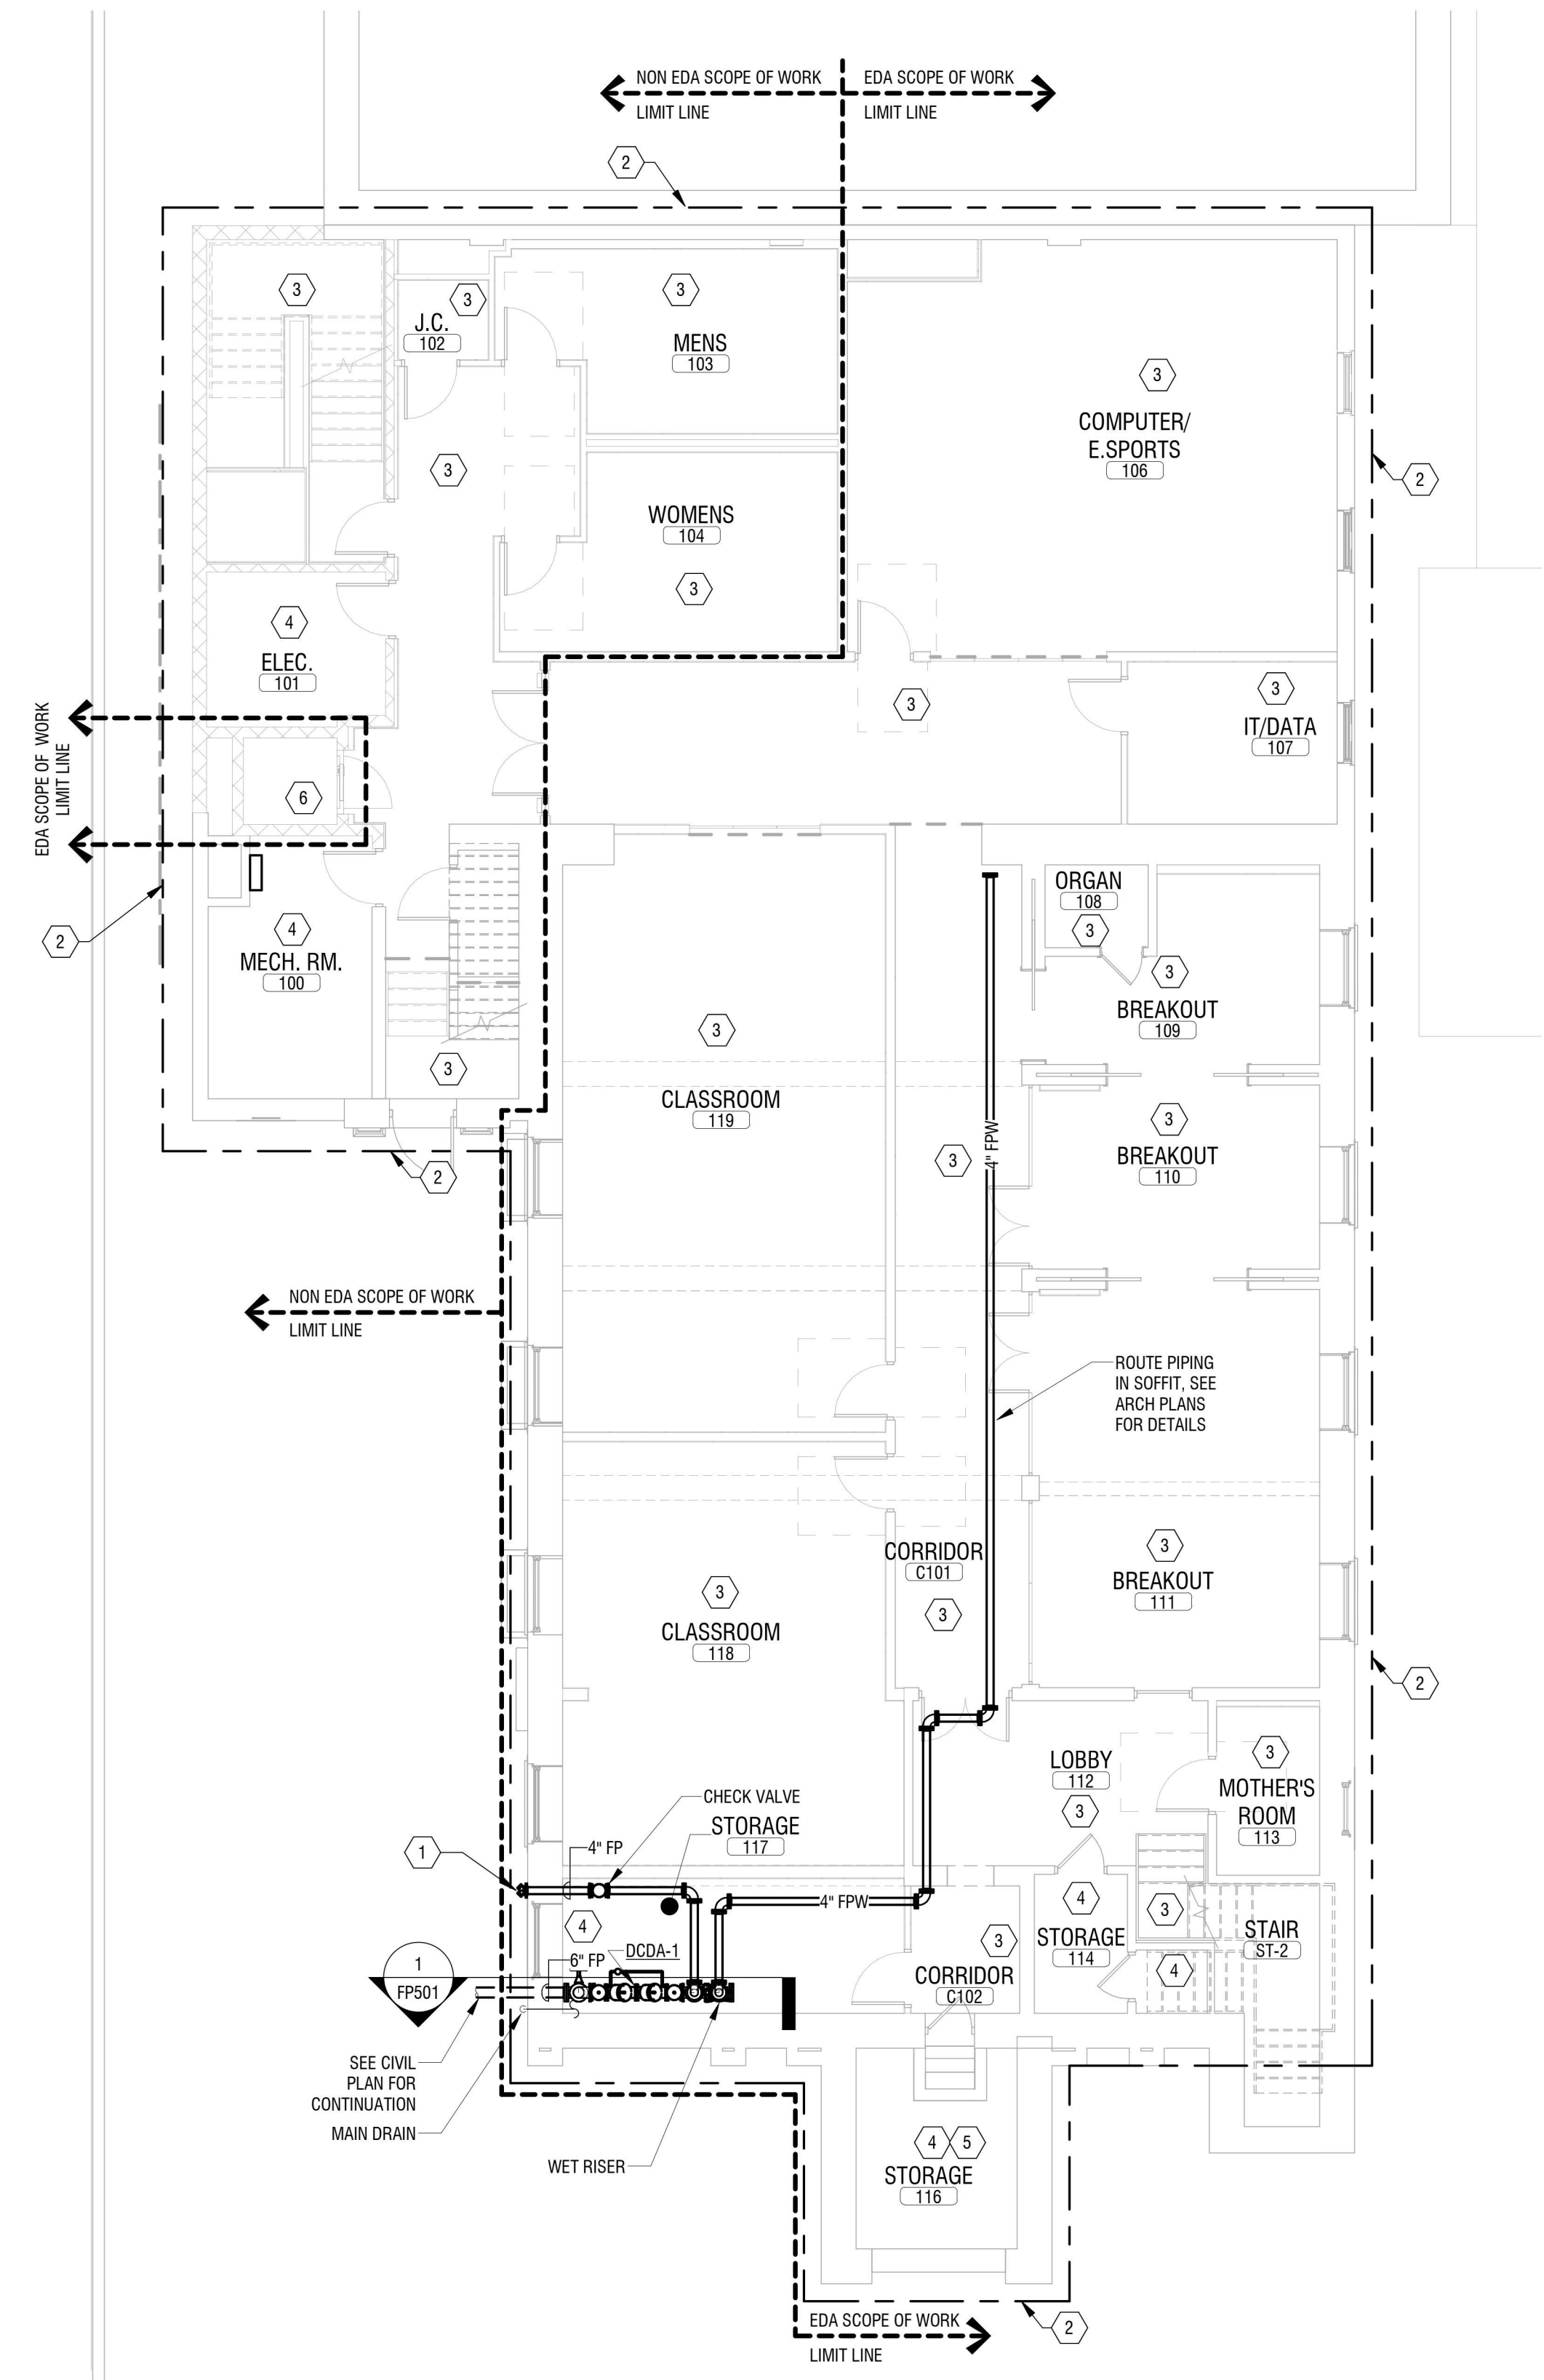 NON EDA SCOPE OF WORK
LIMIT LINE
EDA SCOPE OF WORK
LIMIT LINE
2
3
3
J.C.
102
3
MENS
103
3
COMPUTER/
E.SPORTS
106
3
2
WOMENS
104
3
4
ELEC.
101
3
IT/DATA
107
3
EDA SCOPE OF WORK
LIMIT LINE
6
ORGAN
108
3
2
4
MECH. RM.
100
3
BREAKOUT
109
3
CLASSROOM
119
3
4" FPW
3
BREAKOUT
110
3
2
NON EDA SCOPE OF WORK
LIMIT LINE
ROUTE PIPING
IN SOFFIT, SEE
ARCH PLANS
FOR DETAILS
CORRIDOR
C101
3
3
BREAKOUT
111
3
CLASSROOM
118
2
LOBBY
112
3
3
MOTHER'S
ROOM
113
CHECK VALVE
STORAGE
117
4" FP
1
4" FPW
4
4
STORAGE
114
3
STAIR
ST-2
3
CORRIDOR
C102
4
6" FP
DCDA-1
1
FP501
SEE CIVIL
PLAN FOR
CONTINUATION
MAIN DRAIN
WET RISER
4
5
STORAGE
116
EDA SCOPE OF WORK
LIMIT LINE
2